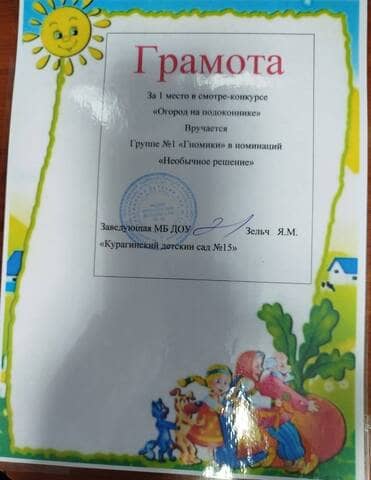 Грамота
За 1 место в смотре-конкурсе
«Огород на подоконнике»
Вручается
Группе №1 «Гномики» в номинаций
«Необычное решение»
Заведующая МБ ДОУ Зельч Я.М.
«Курагинский детский сад №15»